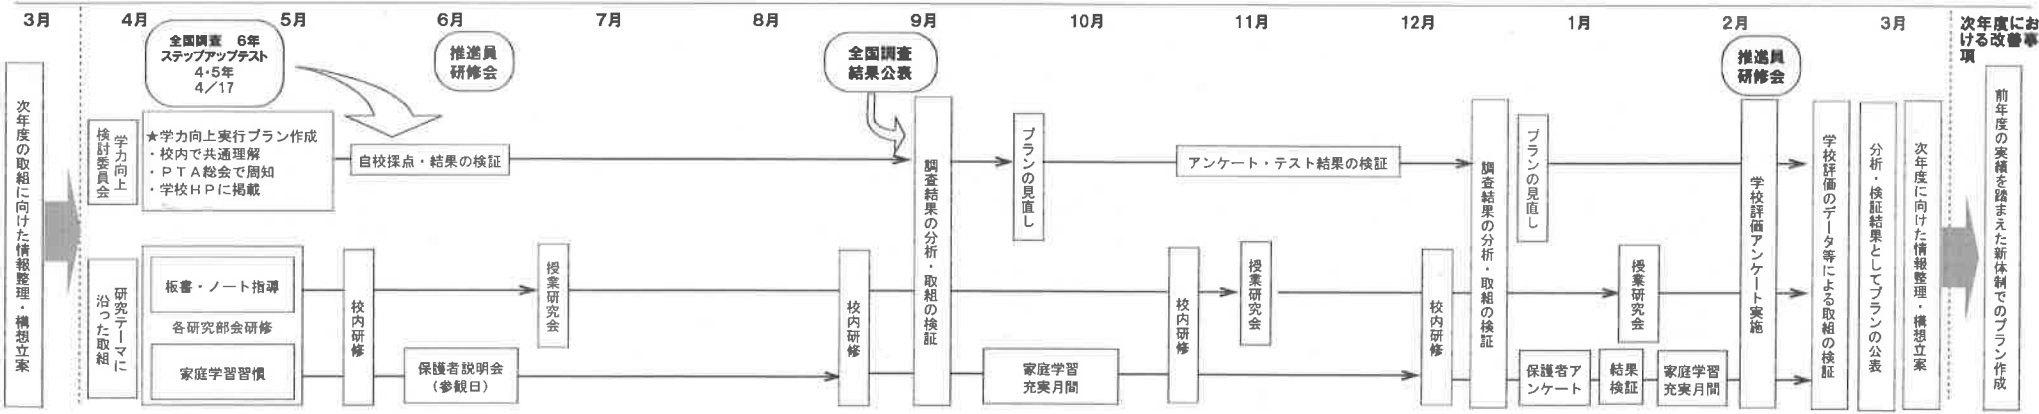 3月
4月
5月
6月
7月
8月
9月
10月
11月
12月
1月
2月
3月
次年度にお
ける改善事
項
全国調査　6年
ステップアップテスト
4・5年
4／17
推進員
研修会
全国調査
結果公表
推進員
研修会
次年度の取組に向けた情報整理・構想立案
学力向上
検討委員会
★学力向上実行プラン作成
・校内で共通理解
・PTA総会で周知
・学校HPに掲載
自校採点・結果の検証
調査結果の分析・取組の検証
プランの見直し
アンケート・テスト結果の検証
調査結果の分析・取組の検証
プランの見直し
学校評価アンケート実施
学校評価のデータ等による取組の検証
分析・検証結果としてプランの公表
次年度に向けた情報整理・構想立案
前年度の実績を踏まえた新体制でのプラン作成
研究テーマに
沿った取組
板書・ノート指導
各研究部会研修
家庭学習習慣
校内研修
保護者説明会
（参観日）
授業研究会
校内研修
家庭学習
充実月間
校内研修
授業研究会
校内研修
保護者ア
ンケート
結果
検証
授業研究会
家庭学習
充実月間